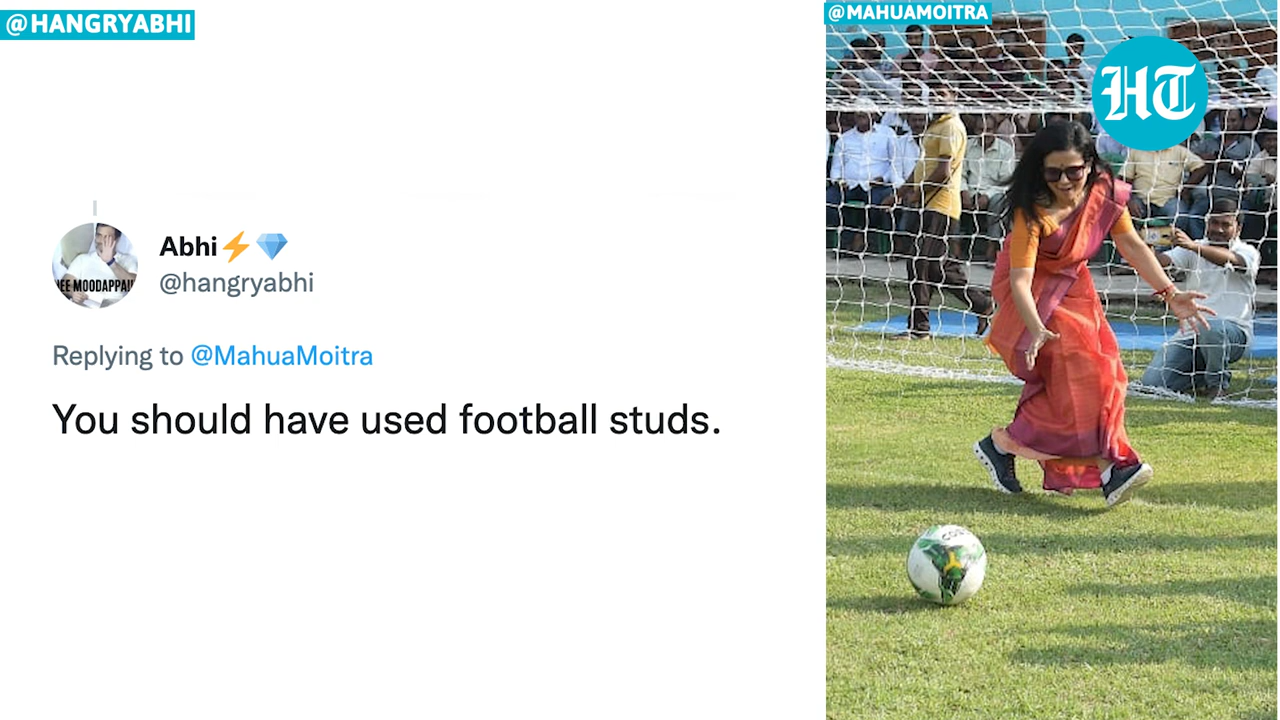 @HANGRYABHI
Abhi⚡💎
@hangryabhi
Replying to @MahuaMoitra
You should have used football studs.
@MAHUAMOITRA
HT